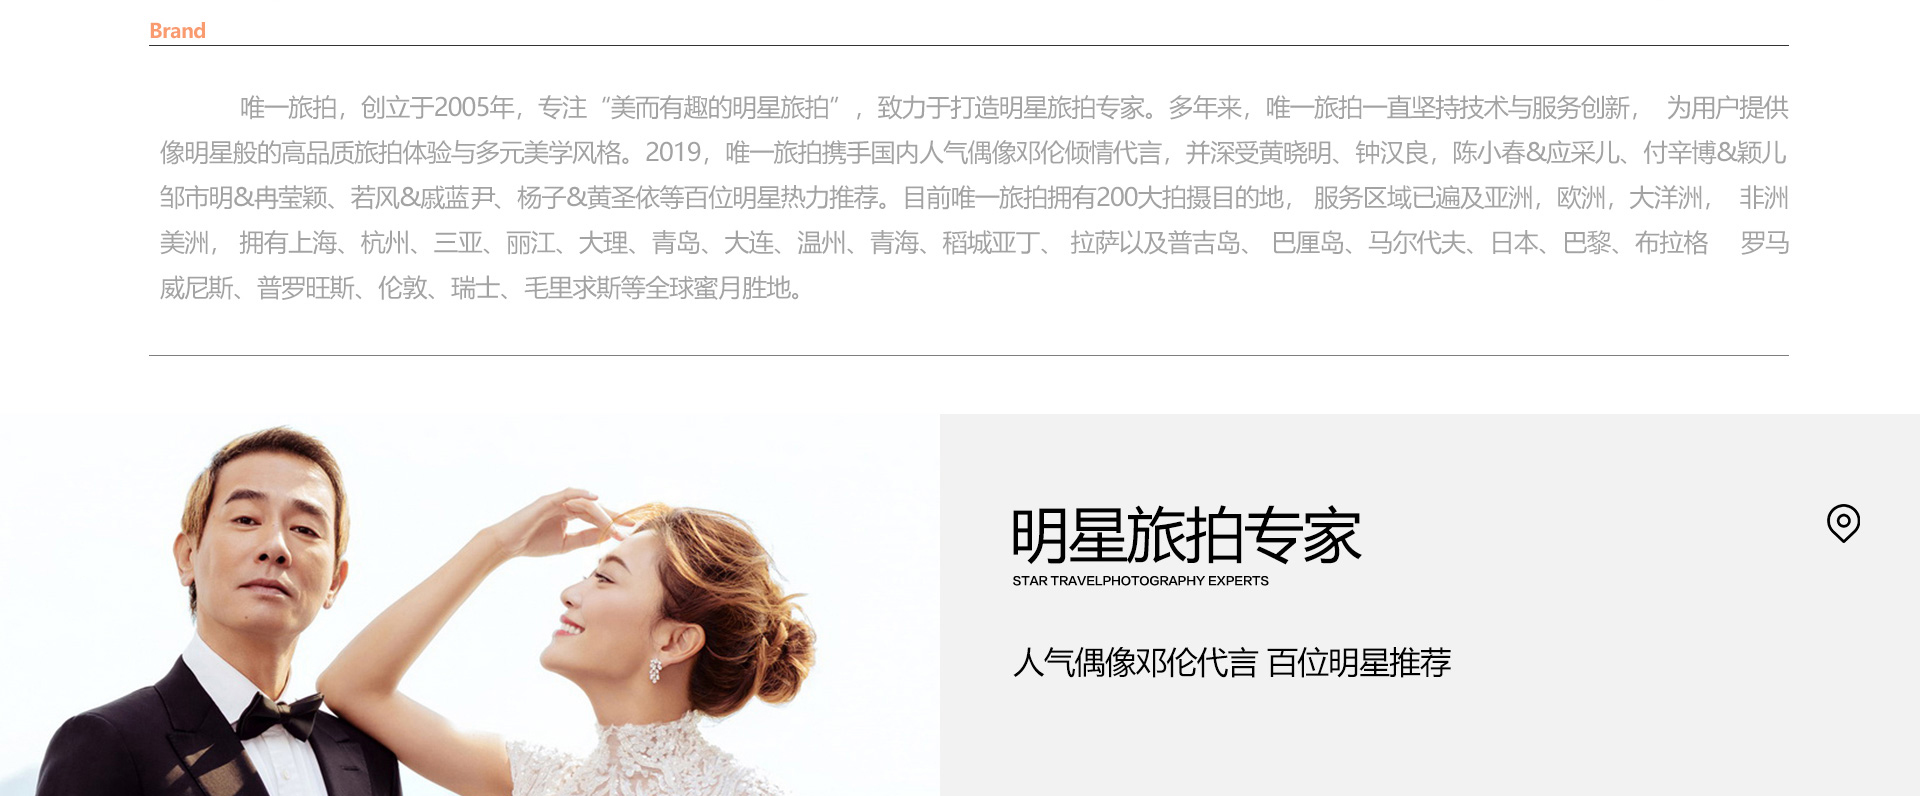 Brand
唯一旅拍，创立于2005年，专注“美而有趣的明星旅拍”，致力于打造明星旅拍专家。多年来，唯一旅拍一直坚持技术与服务创新， 为用户提供
像明星般的高品质旅拍体验与多元美学风格。2019，唯一旅拍携手国内人气偶像邓伦倾情代言，并深受黄晓明、钟汉良，陈小春&应采儿、付辛博&颖儿
邹市明&冉莹颖、若风&戚蓝尹、杨子&黄圣依等百位明星热力推荐。目前唯一旅拍拥有200大拍摄目的地， 服务区域已遍及亚洲，欧洲，大洋洲， 非洲
美洲， 拥有上海、杭州、三亚、丽江、大理、青岛、大连、温州、青海、稻城亚丁、 拉萨以及普吉岛、 巴厘岛、马尔代夫、日本、巴黎、布拉格 罗马
威尼斯、普罗旺斯、伦敦、瑞士、毛里求斯等全球蜜月胜地。
明星旅拍专家
STAR TRAVELPHOTOGRAPHY EXPERTS
人气偶像邓伦代言 百位明星推荐